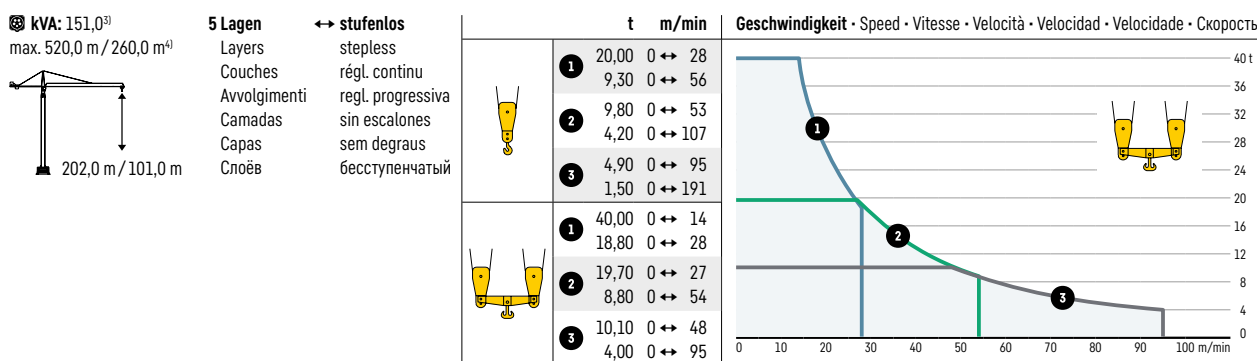 kVA: 151,0³⁾
max. 520,0 m / 260,0 m⁴⁾
202,0 m / 101,0 m
5 Lagen ↔ stufenlos
Layers stepless
Couches régl. continu
Avvolgimenti regl. progressiva
Camadas sin escalones
Capas sem degraus
Слоёв бесступенчатый
t m/min
1 20,00 0 ↔ 28
9,30 0 ↔ 56
2 9,80 0 ↔ 53
4,20 0 ↔ 107
3 4,90 0 ↔ 95
1,50 0 ↔ 191
1 40,00 0 ↔ 14
18,80 0 ↔ 28
2 19,70 0 ↔ 27
8,80 0 ↔ 54
3 10,10 0 ↔ 48
4,00 0 ↔ 95
Geschwindigkeit · Speed · Vitesse · Velocità · Velocidad · Velocidade · Скорость
40 t
36
32
28
24
20
16
12
8
4
0
1
2
3
0 10 20 30 40 50 60 70 80 90 100 m/min